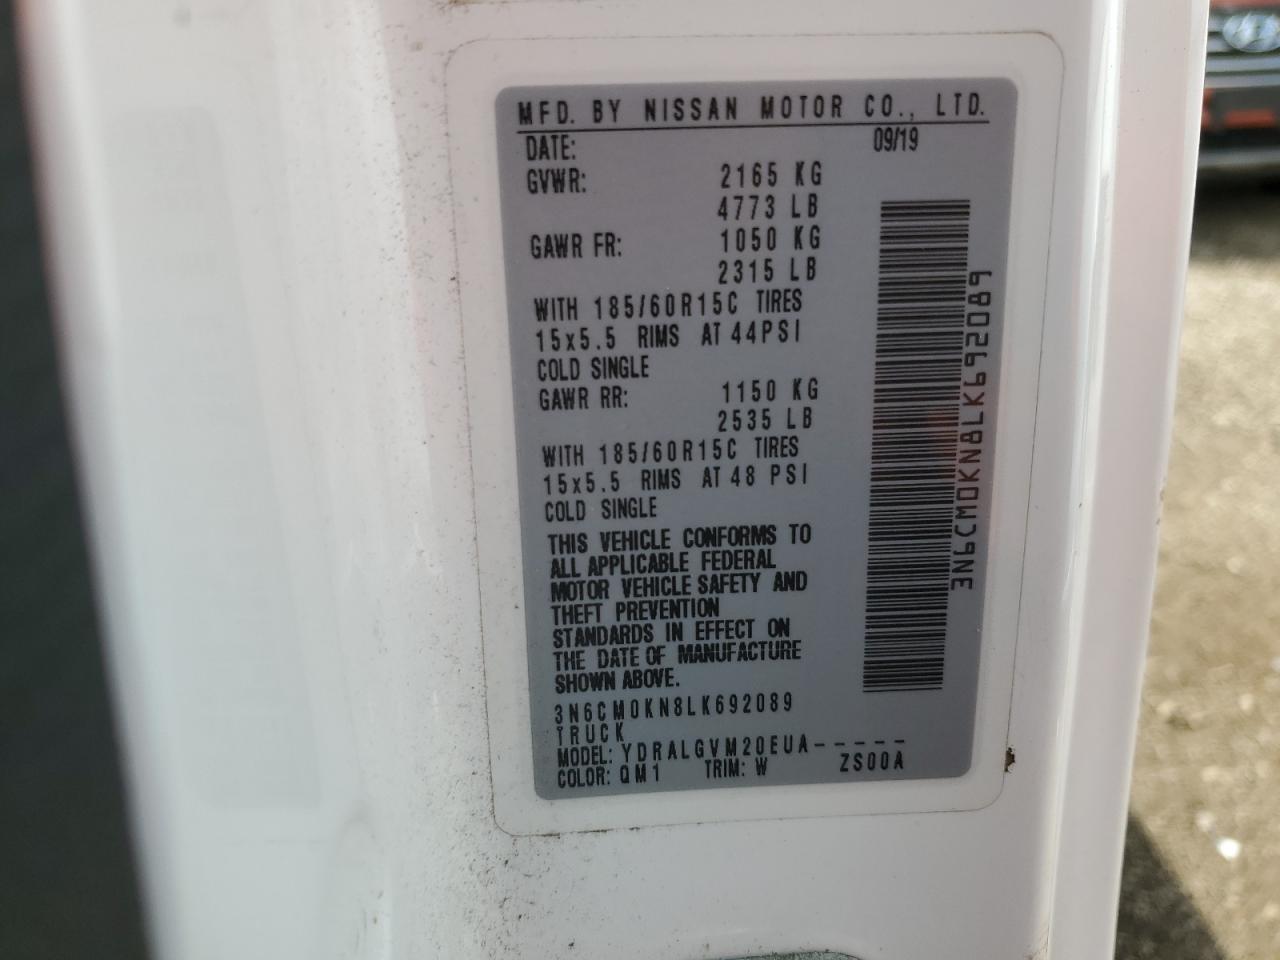 MFD. BY NISSAN MOTOR CO., LTD.
DATE: 09/19
GVWR: 2165 KG
4773 LB
GAWR FR: 1050 KG
2315 LB
WITH 185/60R15C TIRES
15x5.5 RIMS AT 44PSI
COLD SINGLE
GAWR RR: 1150 KG
2535 LB
WITH 185/60R15C TIRES
15x5.5 RIMS AT 48 PSI
COLD SINGLE
THIS VEHICLE CONFORMS TO
ALL APPLICABLE FEDERAL
MOTOR VEHICLE SAFETY AND
THEFT PREVENTION
STANDARDS IN EFFECT ON
THE DATE OF MANUFACTURE
SHOWN ABOVE.
3N6CM0KN8LK692089
TRUCK
MODEL: YDRALGVM20EUA-----
COLOR: QM1 TRIM: W ZS00A
3N6CM0KN8LK692089